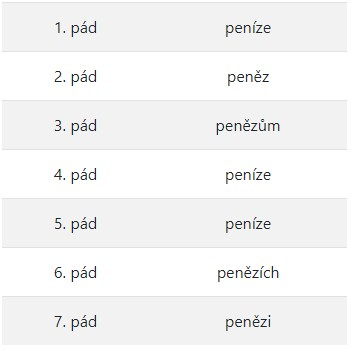 1. pád peníze
2. pád peněz
3. pád penězům
4. pád peníze
5. pád peníze
6. pád penězích
7. pád penězi